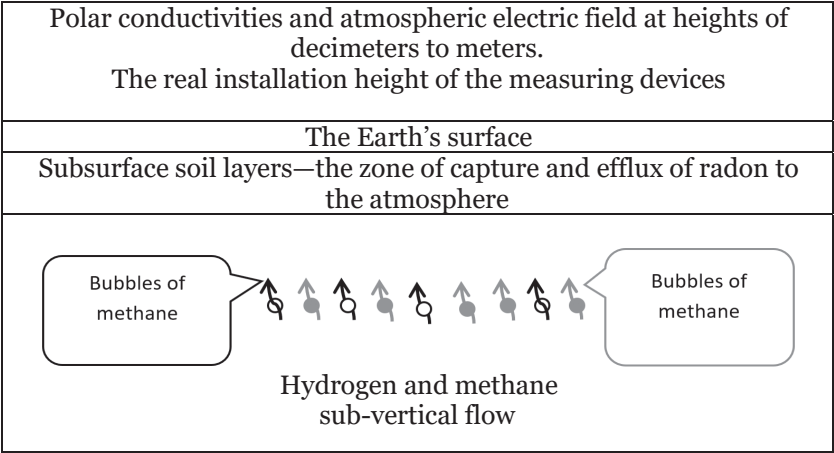 Polar conductivities and atmospheric electric field at heights of
decimeters to meters.
The real installation height of the measuring devices
The Earth’s surface
Subsurface soil layers—the zone of capture and efflux of radon to
the atmosphere
Bubbles of
methane
Bubbles of
methane
Hydrogen and methane
sub-vertical flow